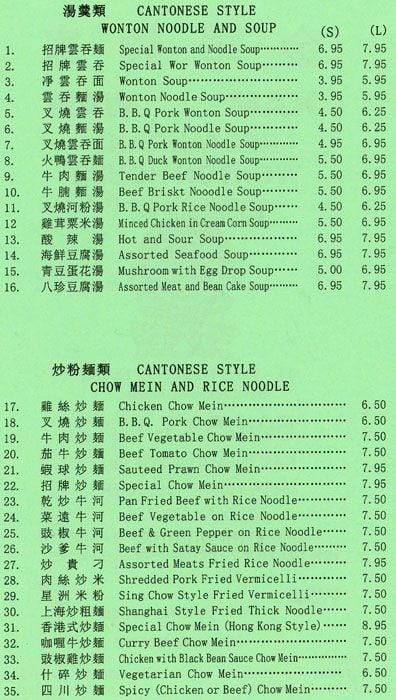 湯羹類 CANTONESE STYLE
WONTON NOODLE AND SOUP (S) (L)
1. 招牌雲吞麵 Special Wonton and Noodle Soup············ 6.95 7.95
2. 招牌雲吞 Special Wor Wonton Soup············ 6.95 7.95
3. 凈雲吞面 Wonton Soup························ 3.95 5.95
4. 雲吞麵湯 Wonton Noodle Soup················ 3.95 5.95
5. 叉燒雲吞 B.B.Q Pork Wonton Soup············ 4.50 6.25
6. 叉燒麵湯 B.B.Q Pork Noodle Soup············ 4.50 6.25
7. 叉燒雲吞面 B.B.Q Pork Wonton Noodle Soup········ 4.95 6.95
8. 火鴨雲吞麵 B.B.Q Duck Wonton Noodle Soup········ 5.50 6.95
9. 牛肉麵湯 Tender Beef Noodle Soup············ 5.50 6.95
10. 牛腩麵湯 Beef Briskt Nooodle Soup············ 5.50 6.95
11. 叉燒河粉湯 B.B.Q Pork Rice Noodle Soup········ 4.50 6.25
12 雞茸粟米湯 Minced Chicken in Cream Corn Soup········ 5.50 6.95
13. 酸辣湯 Hot and Sour Soup···················· 6.95 7.95
14. 海鮮豆腐湯 Assorted Seafood Soup················ 6.95 7.95
15. 青豆蛋花湯 Mushroom with Egg Drop Soup········ 5.00 6.95
16. 八珍豆腐湯 Assorted Meat and Bean Cake Soup········ 6.95 7.95
炒粉麵類 CANTONESE STYLE
CHOW MEIN AND RICE NOODLE
17. 雞絲炒麵 Chicken Chow Mein···························· 6.50
18. 叉燒炒麵 B.B.Q. Pork Chow Mein························ 6.50
19. 牛肉炒麵 Beef Vegetable Chow Mein···················· 7.50
20. 茄牛炒麵 Beef Tomato Chow Mein························ 7.50
21. 蝦球炒麵 Sauteed Prawn Chow Mein···················· 7.95
22. 招牌炒麵 Special Chow Mein···························· 7.95
23. 乾炒牛河 Pan Fried Beef with Rice Noodle············ 7.50
24. 菜遠牛河 Beef Vegetable on Rice Noodle············ 7.50
25. 豉椒牛河 Beef & Green Pepper on Rice Noodle······ 7.50
26. 沙爹牛河 Beef with Satay Sauce on Rice Noodle········ 7.50
27. 炒貴刁 Assorted Meats Fried Rice Noodle············ 7.95
28. 肉絲炒米 Shredded Pork Fried Vermicelli············ 7.50
29. 星洲米粉 Sing Chow Style Fried Vermicelli············ 7.50
30. 上海炒粗麵 Shanghai Style Fried Thick Noodle········ 7.50
31. 香港式炒麵 Special Chow Mein (Hong Kong Style)···· 8.95
32. 咖喱牛炒麵 Curry Beef Chow Mein···················· 7.50
33. 豉椒雞炒麵 Chicken with Black Bean Sauce Chow Mein············ 7.50
34. 什碎炒麵 Vegetarian Chow Mein···················· 6.50
35. 四川炒麵 Spicy (Chicken or Beef) Chow Mein········ 7.50